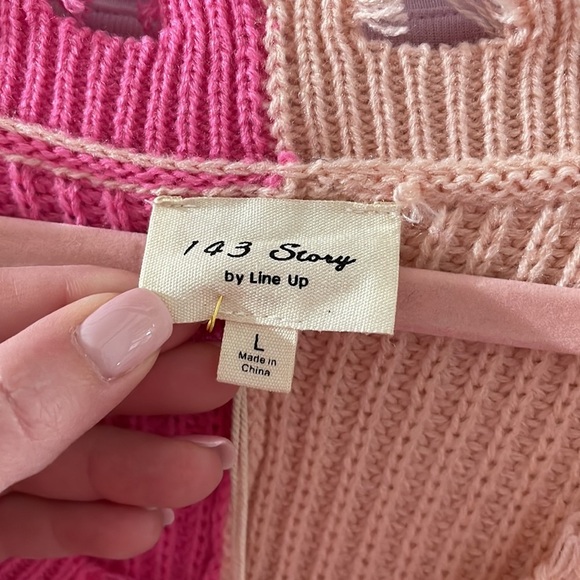 143 Story
by Line Up
L
Made in
China